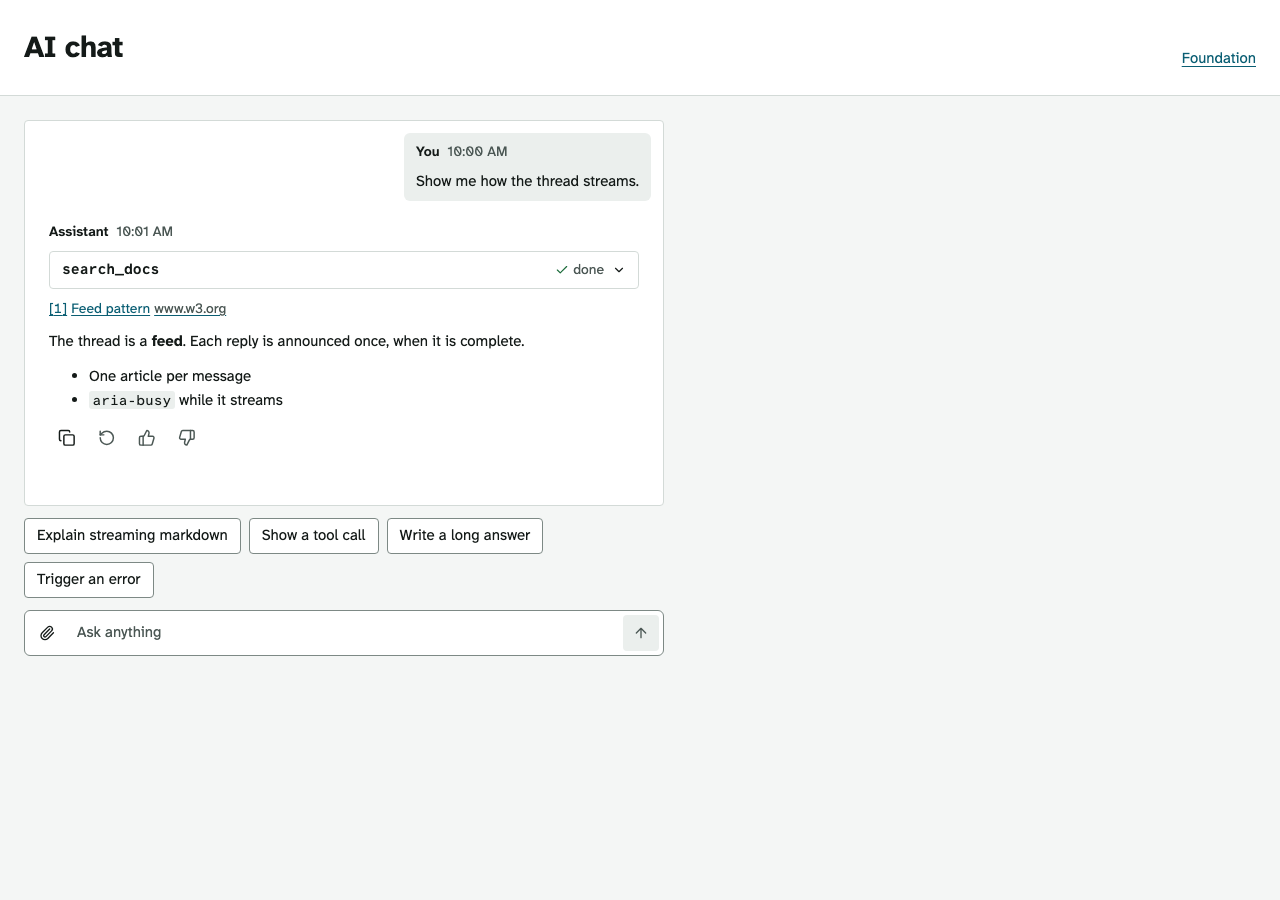 AI chat
Foundation
You 10:00 AM
Show me how the thread streams.
Assistant 10:01 AM
search_docs
done
[1] Feed pattern www.w3.org
The thread is a feed. Each reply is announced once, when it is complete.
• One article per message
• aria-busy while it streams
Explain streaming markdown
Show a tool call
Write a long answer
Trigger an error
Ask anything